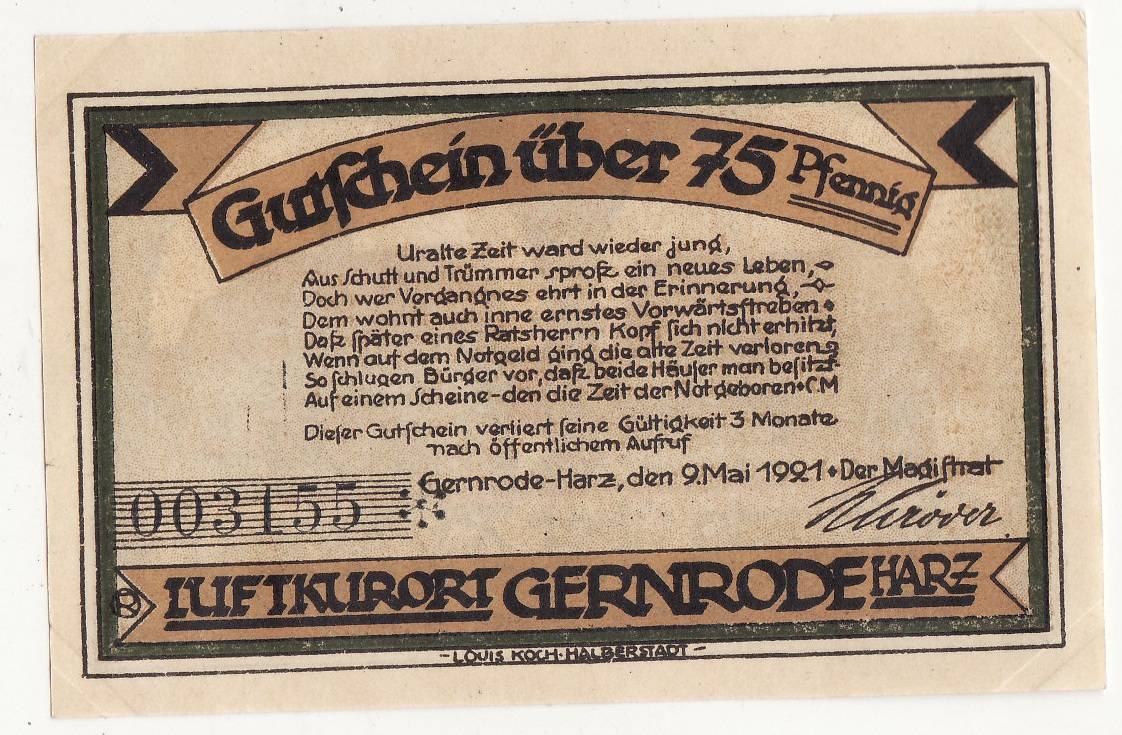 Gutschein über 75 Pfennig
Uralte Zeit ward wieder jung,
Aus Schutt und Trümmer sproß ein neues Leben,
Doch wer Vergangnes ehrt in der Erinnerung,
Dem wohnt auch inne ernstes Vorwärtsstreben
Daß später eines Ratsherrn Kopf sich nicht erhitzt,
Wenn auf dem Notgeld ging die alte Zeit verloren,
So schlugen Bürger vor, daß beide Häuser man besitzt
Auf einem Scheine-den die Zeit der Not geboren. C.M
Dieser Gutschein verliert seine Gültigkeit 3 Monate
nach öffentlichem Aufruf
Gernrode-Harz, den 9. Mai 1921 • Der Magistrat
003155
LUFTKURORT GERNRODE HARZ
- LOUIS KOCH·HALBERSTADT -